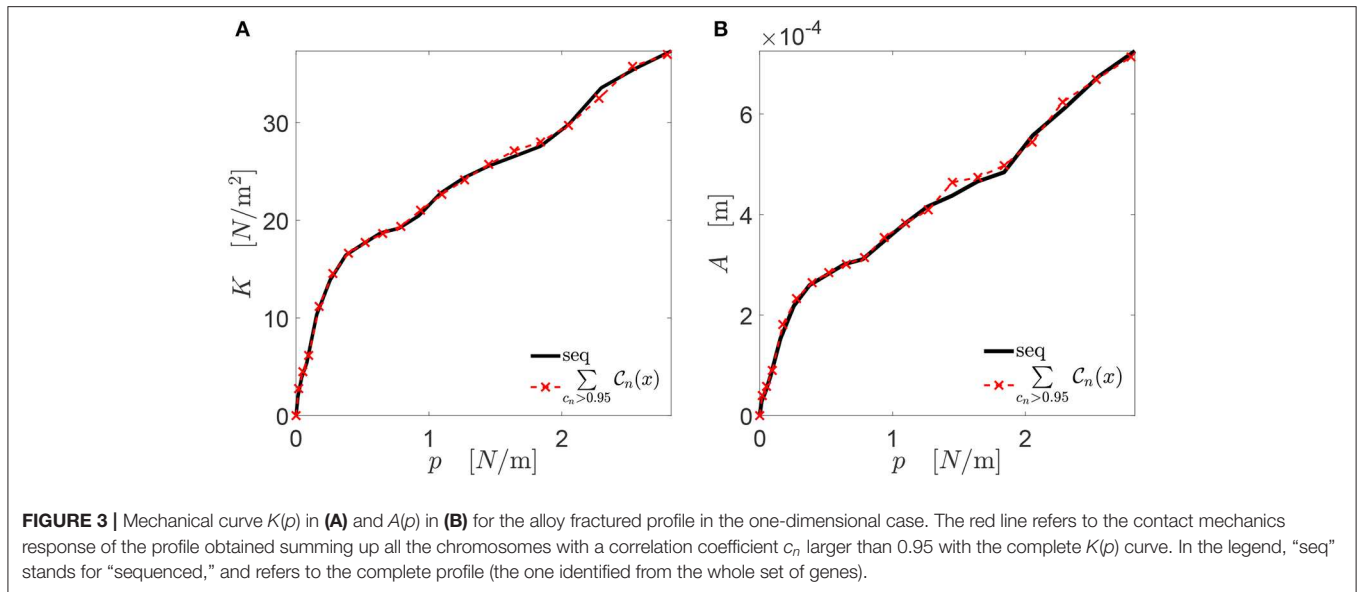 A
K [N/m²]
30
20
10
0
0 1 2
p [N/m]
seq
∑ 𝒞ₙ(x)
cₙ>0.95
B
×10⁻⁴
A [m]
6
4
2
0
0 1 2
p [N/m]
seq
∑ 𝒞ₙ(x)
cₙ>0.95
FIGURE 3 | Mechanical curve K(p) in (A) and A(p) in (B) for the alloy fractured profile in the one-dimensional case. The red line refers to the contact mechanics
response of the profile obtained summing up all the chromosomes with a correlation coefficient cₙ larger than 0.95 with the complete K(p) curve. In the legend, “seq”
stands for “sequenced,” and refers to the complete profile (the one identified from the whole set of genes).